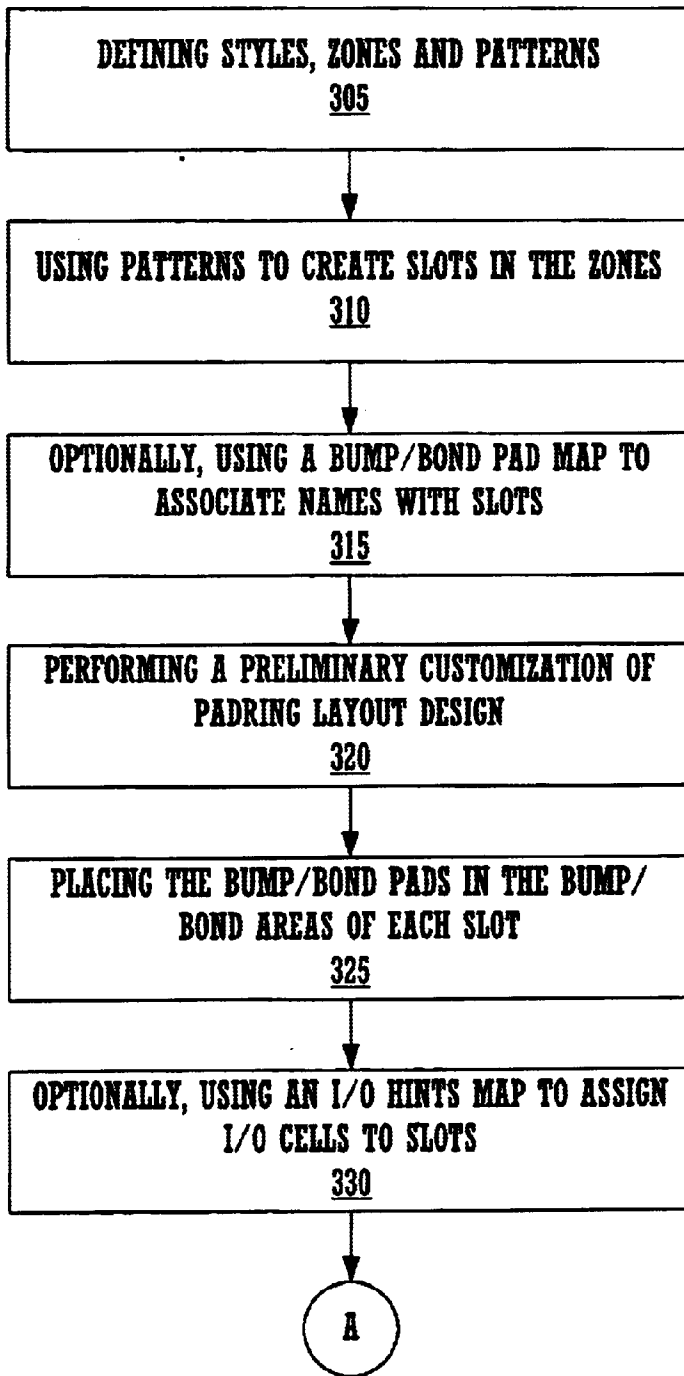 DEFINING STYLES, ZONES AND PATTERNS
305
USING PATTERNS TO CREATE SLOTS IN THE ZONES
310
OPTIONALLY, USING A BUMP/BOND PAD MAP TO
ASSOCIATE NAMES WITH SLOTS
315
PERFORMING A PRELIMINARY CUSTOMIZATION OF
PADRING LAYOUT DESIGN
320
PLACING THE BUMP/BOND PADS IN THE BUMP/
BOND AREAS OF EACH SLOT
325
OPTIONALLY, USING AN I/O HINTS MAP TO ASSIGN
I/O CELLS TO SLOTS
330
A